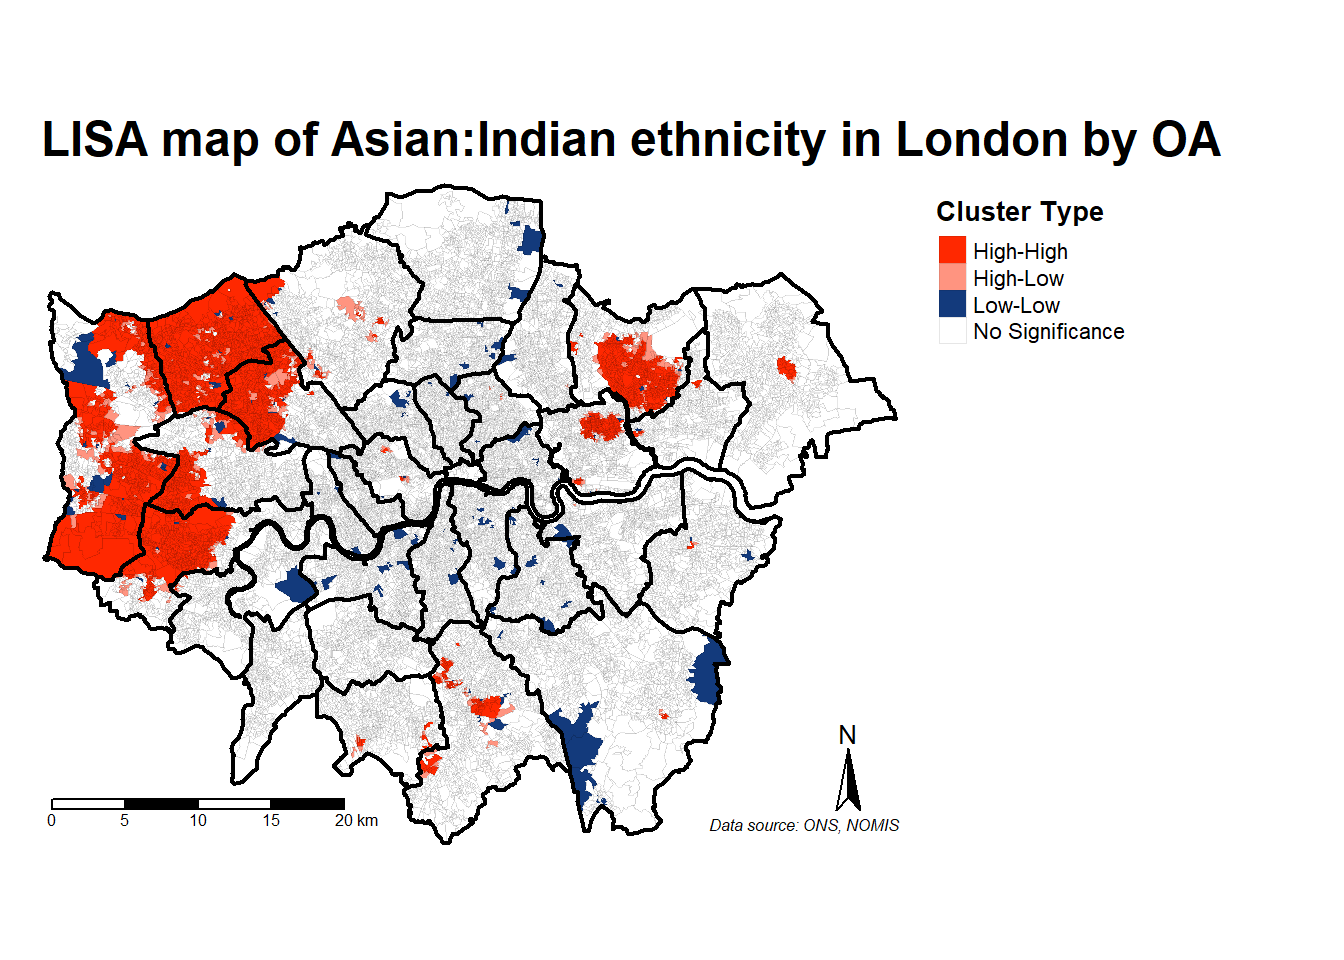 LISA map of Asian:Indian ethnicity in London by OA
Cluster Type
High-High
High-Low
Low-Low
No Significance
N
0 5 10 15 20 km
Data source: ONS, NOMIS